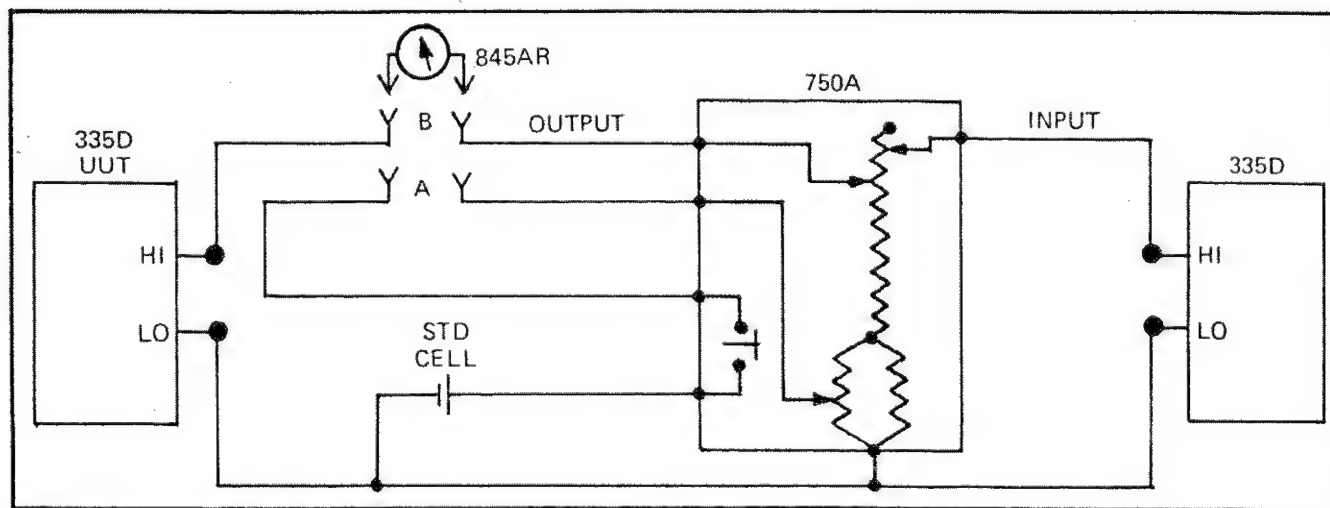 845AR
750A
335D
UUT
B
OUTPUT
INPUT
335D
A
HI
HI
LO
LO
STD
CELL